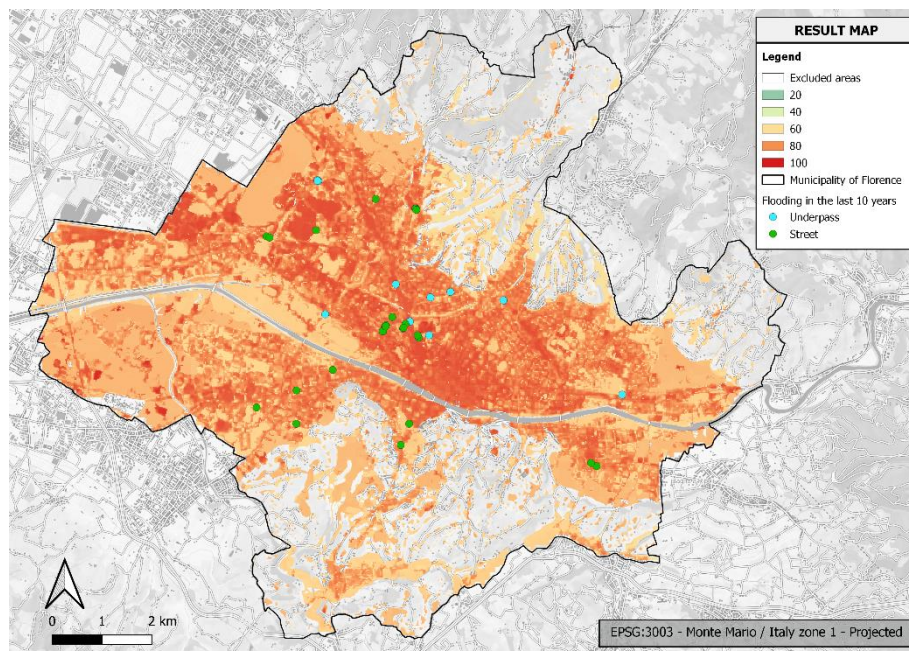 RESULT MAP
Legend
Excluded areas
20
40
60
80
100
Municipality of Florence
Flooding in the last 10 years
Underpass
Street
0 1 2 km
EPSG:3003 - Monte Mario / Italy zone 1 - Projected